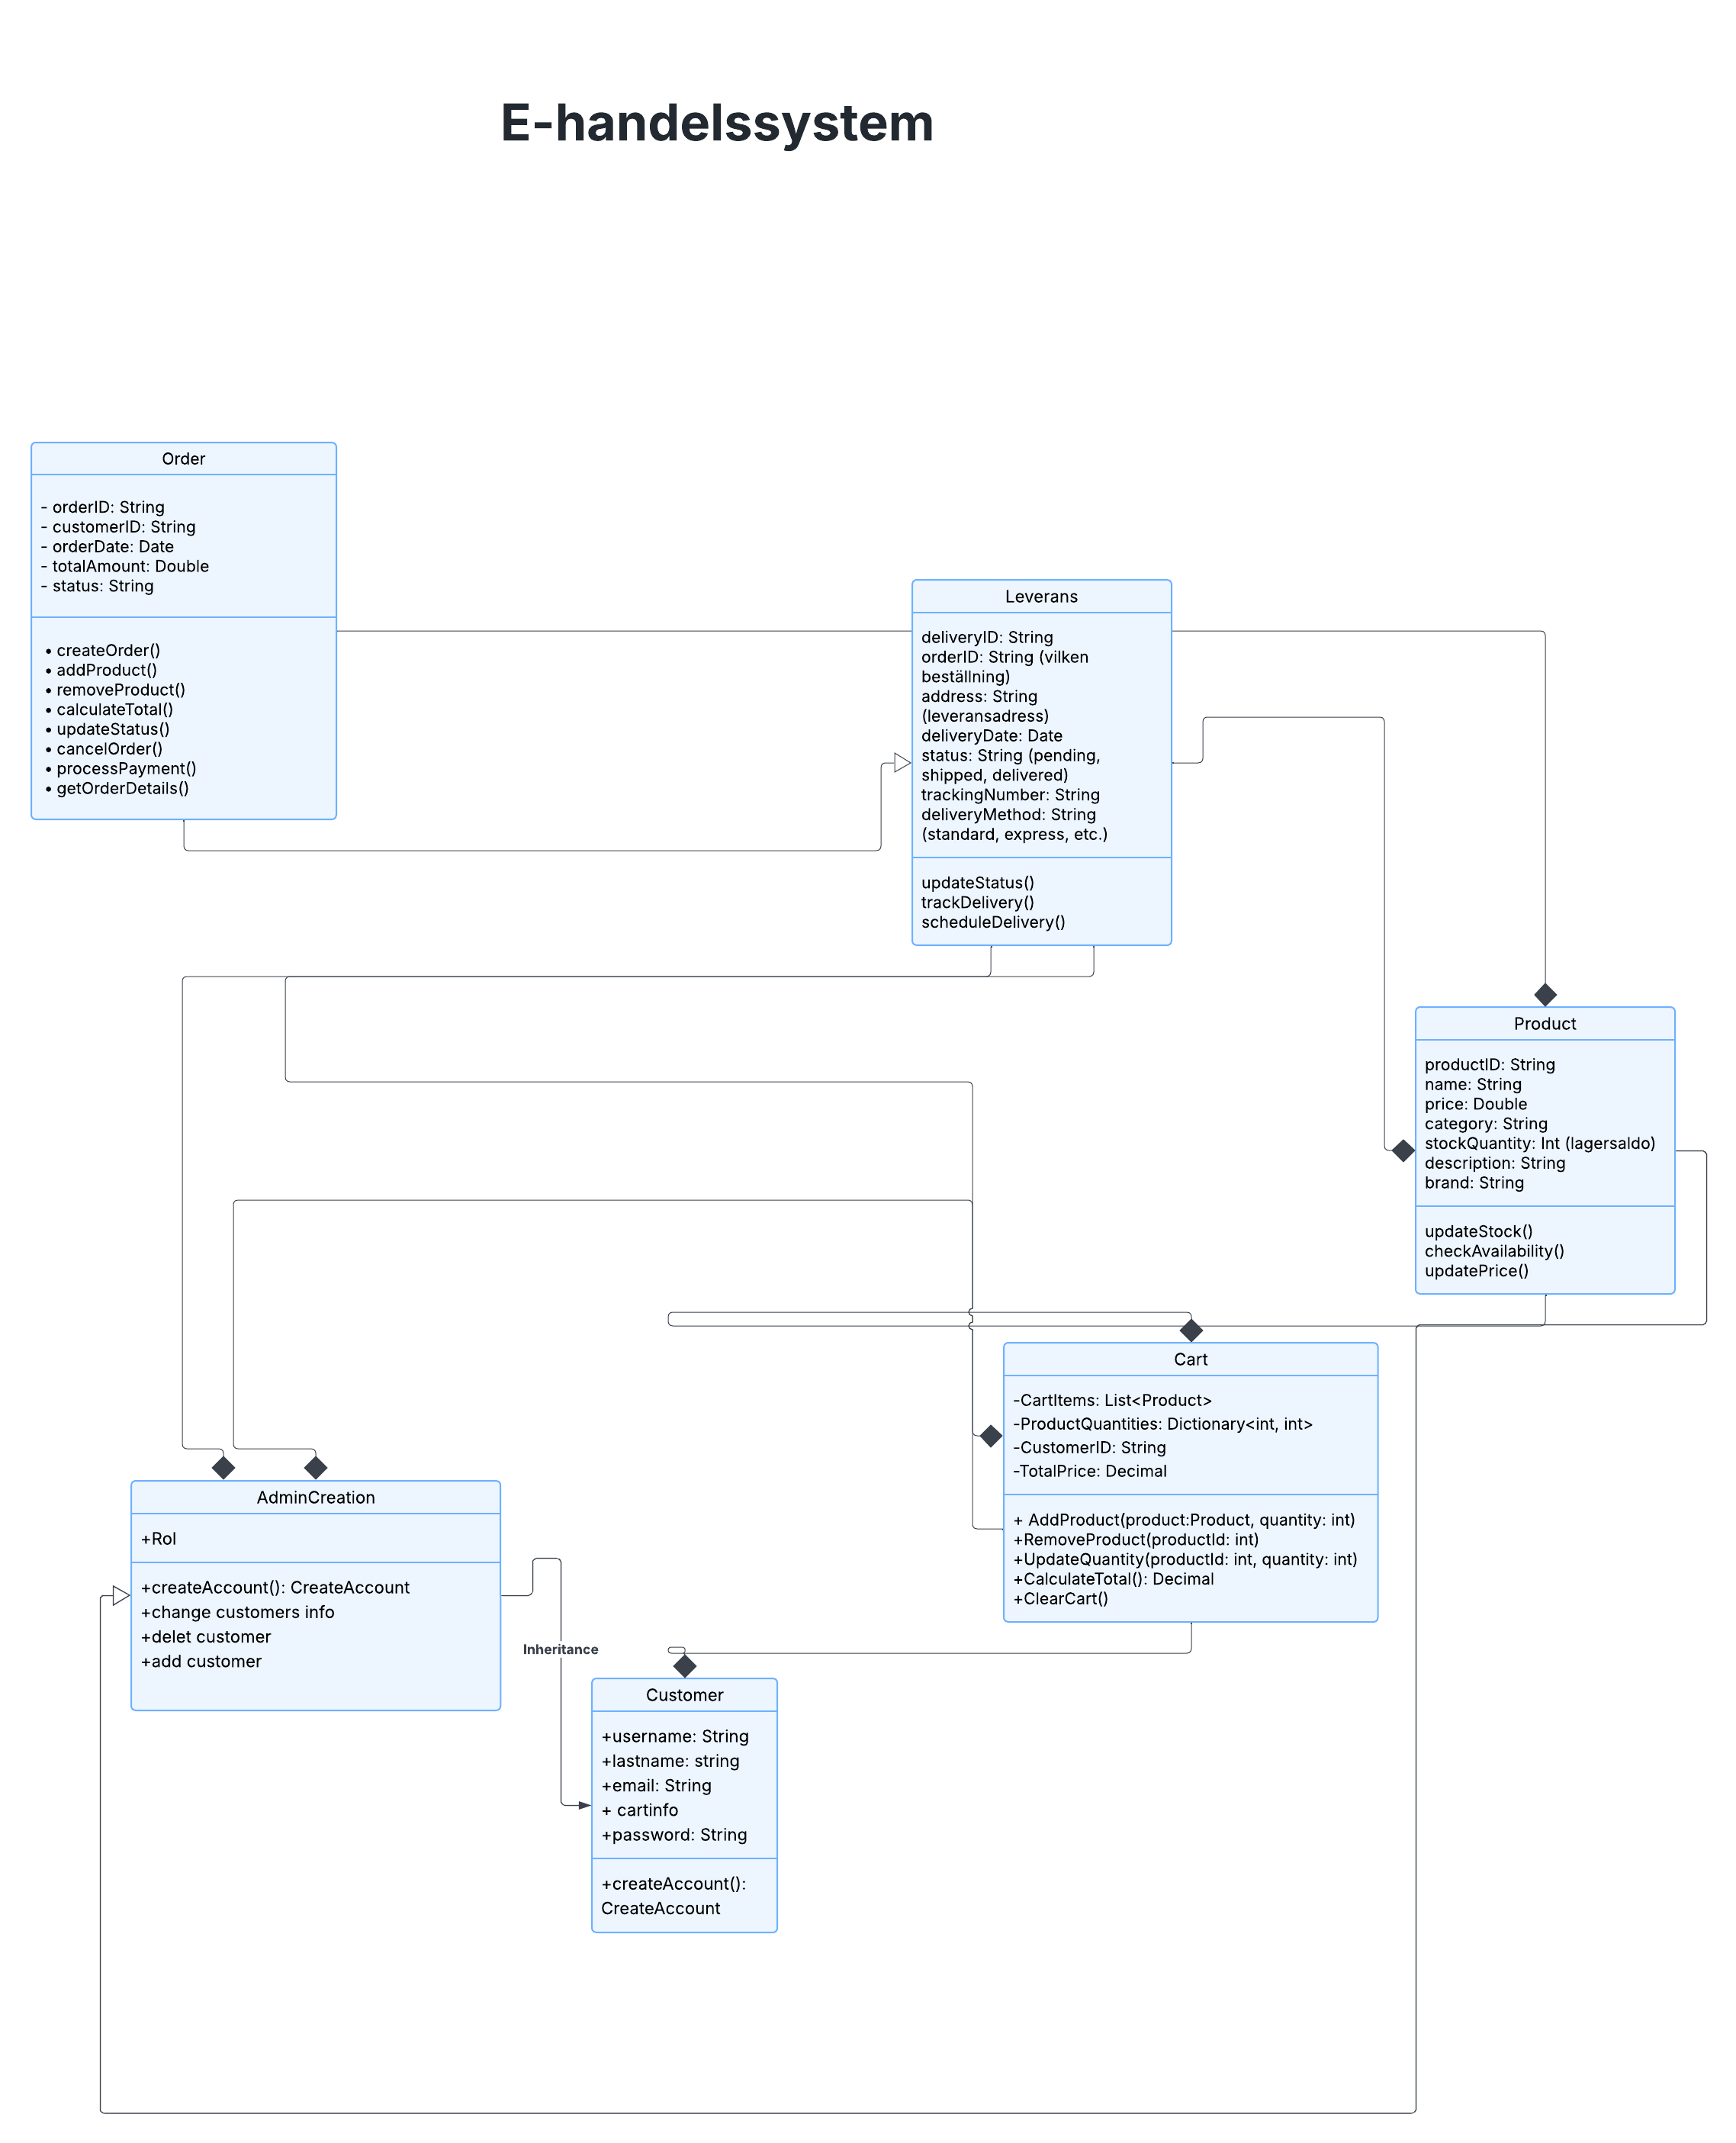 E-handelssystem
Order
- orderID: String
- customerID: String
- orderDate: Date
- totalAmount: Double
- status: String
• createOrder()
• addProduct()
• removeProduct()
• calculateTotal()
• updateStatus()
• cancelOrder()
• processPayment()
• getOrderDetails()
Leverans
deliveryID: String
orderID: String (vilken
beställning)
address: String
(leveransadress)
deliveryDate: Date
status: String (pending,
shipped, delivered)
trackingNumber: String
deliveryMethod: String
(standard, express, etc.)
updateStatus()
trackDelivery()
scheduleDelivery()
Product
productID: String
name: String
price: Double
category: String
stockQuantity: Int (lagersaldo)
description: String
brand: String
updateStock()
checkAvailability()
updatePrice()
Cart
-CartItems: List<Product>
-ProductQuantities: Dictionary<int, int>
-CustomerID: String
-TotalPrice: Decimal
+ AddProduct(product:Product, quantity: int)
+RemoveProduct(productId: int)
+UpdateQuantity(productId: int, quantity: int)
+CalculateTotal(): Decimal
+ClearCart()
AdminCreation
+Rol
+createAccount(): CreateAccount
+change customers info
+delet customer
+add customer
Inheritance
Customer
+username: String
+lastname: string
+email: String
+ cartinfo
+password: String
+createAccount():
CreateAccount